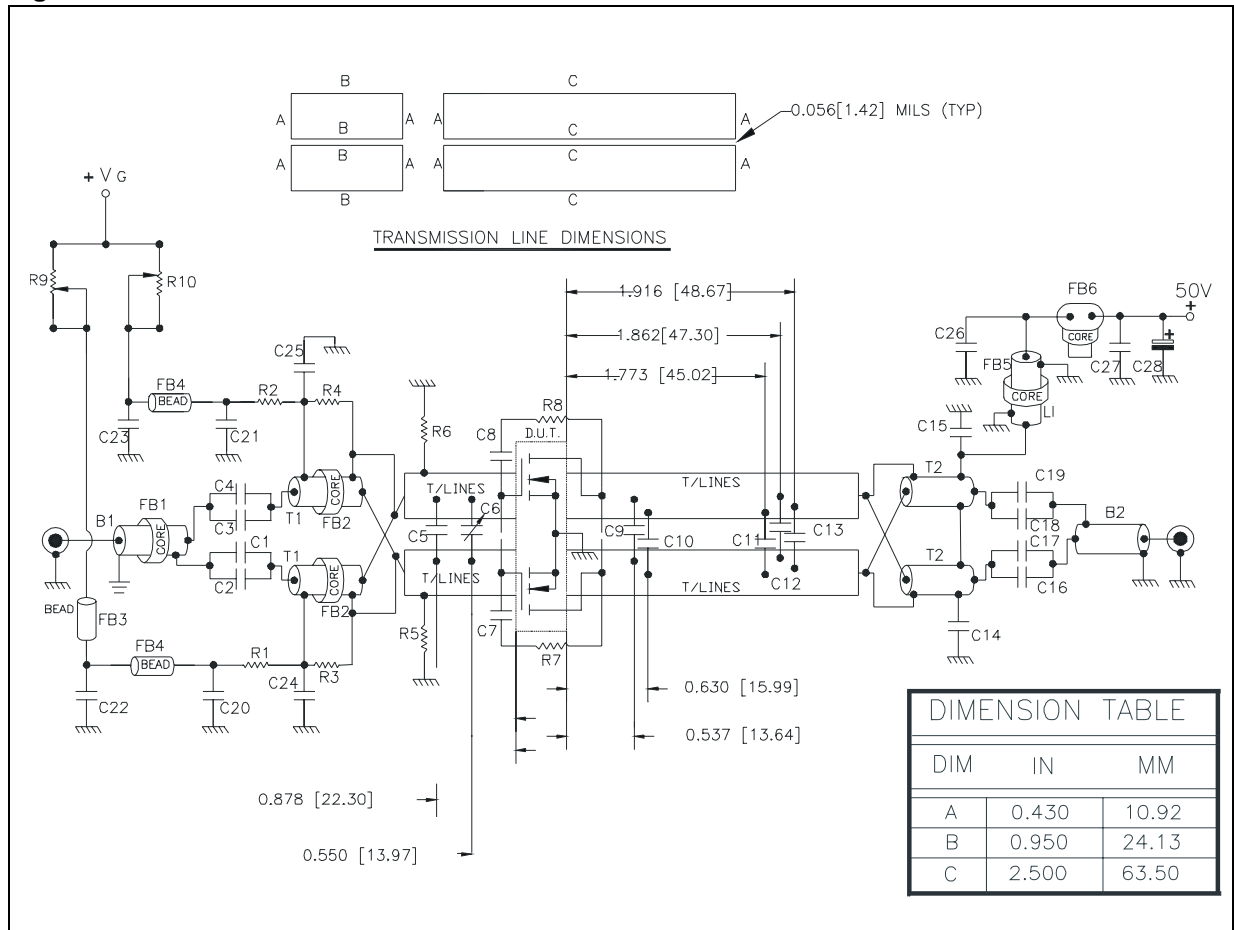 B
C
A
B
A
A
C
A
0.056[1.42] MILS (TYP)
A
B
A
A
C
A
B
C
+ V G
TRANSMISSION LINE DIMENSIONS
R9
R10
1.916 [48.67]
FB6
50V
+
1.862[47.30]
C26
CORE
+
C25
FB5
C27
C28
1.773 [45.02]
FB4
R2
R4
R8
CORE
BEAD
L1
C23
C21
R6
C8
D.U.T.
C15
C4
T/LINES
T/LINES
T2
C19
B1
FB1
C3
T1
CORE
FB2
C6
C18
B2
CORE
C1
T1
C5
C9
C10
C11
C13
C17
C2
CORE
T/LINES
T/LINES
C12
T2
C16
BEAD
FB3
FB2
R5
C7
C14
FB4
R1
R7
BEAD
C24
R3
C22
C20
0.630 [15.99]
0.537 [13.64]
0.878 [22.30]
0.550 [13.97]
DIMENSION TABLE
DIM IN MM
A 0.430 10.92
B 0.950 24.13
C 2.500 63.50